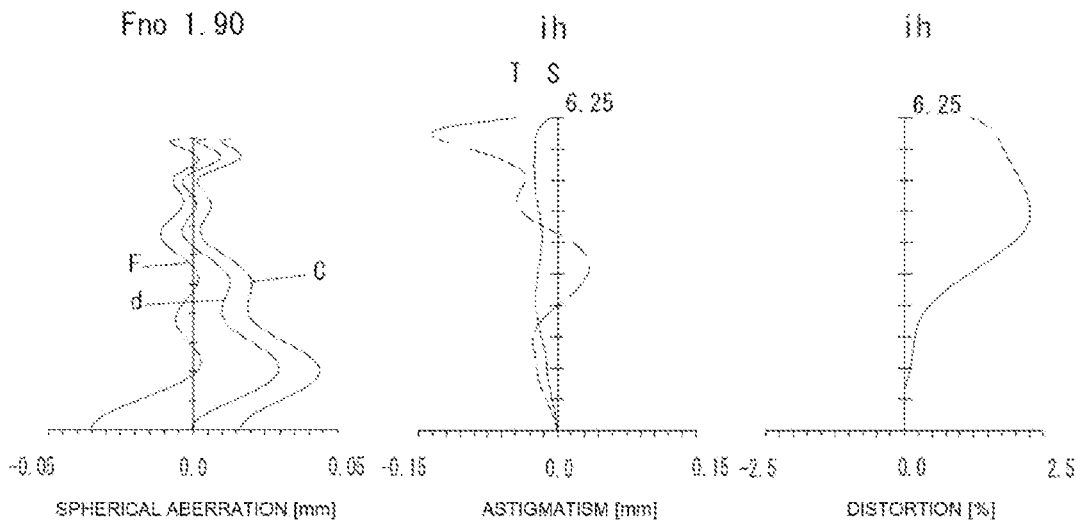 Fno 1.90
ih
ih
T S
6.25
6.25
F
C
d
-0.05
0.0
0.05
-0.15
0.0
0.15
-2.5
0.0
2.5
SPHERICAL ABERRATION [mm]
ASTIGMATISM [mm]
DISTORTION [%]